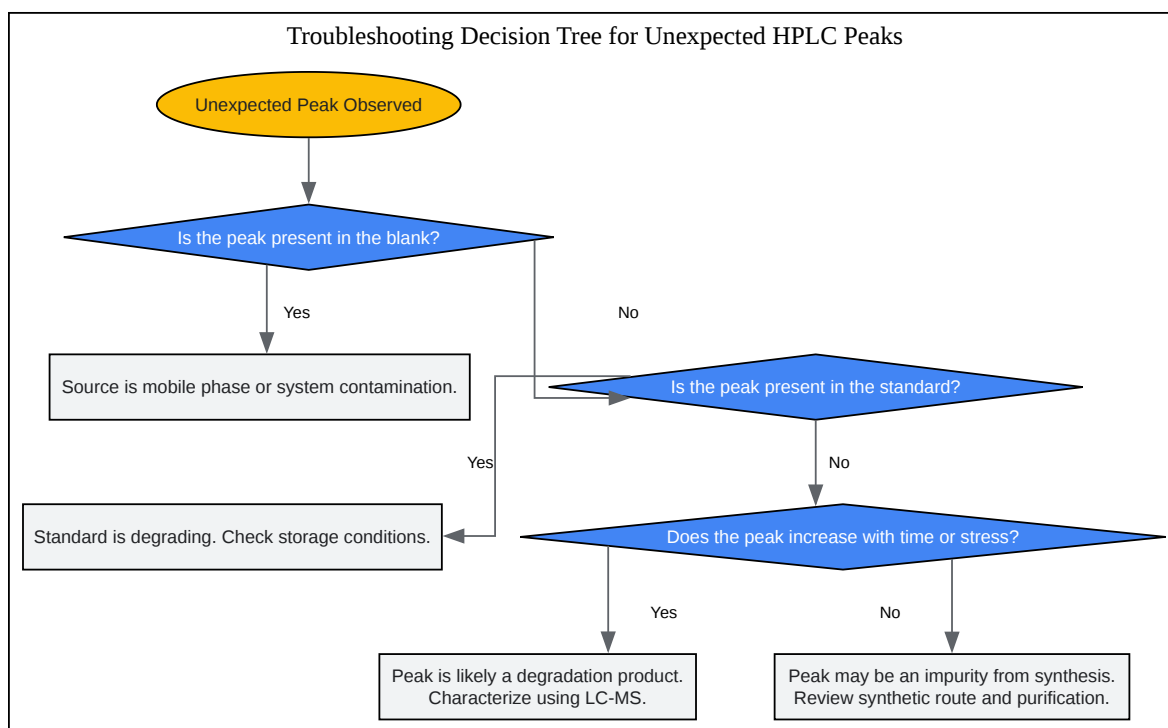 Troubleshooting Decision Tree for Unexpected HPLC Peaks
Unexpected Peak Observed
Is the peak present in the blank?
Yes
No
Source is mobile phase or system contamination.
Is the peak present in the standard?
Yes
No
Standard is degrading. Check storage conditions.
Does the peak increase with time or stress?
Yes
No
Peak is likely a degradation product.
Characterize using LC-MS.
Peak may be an impurity from synthesis.
Review synthetic route and purification.